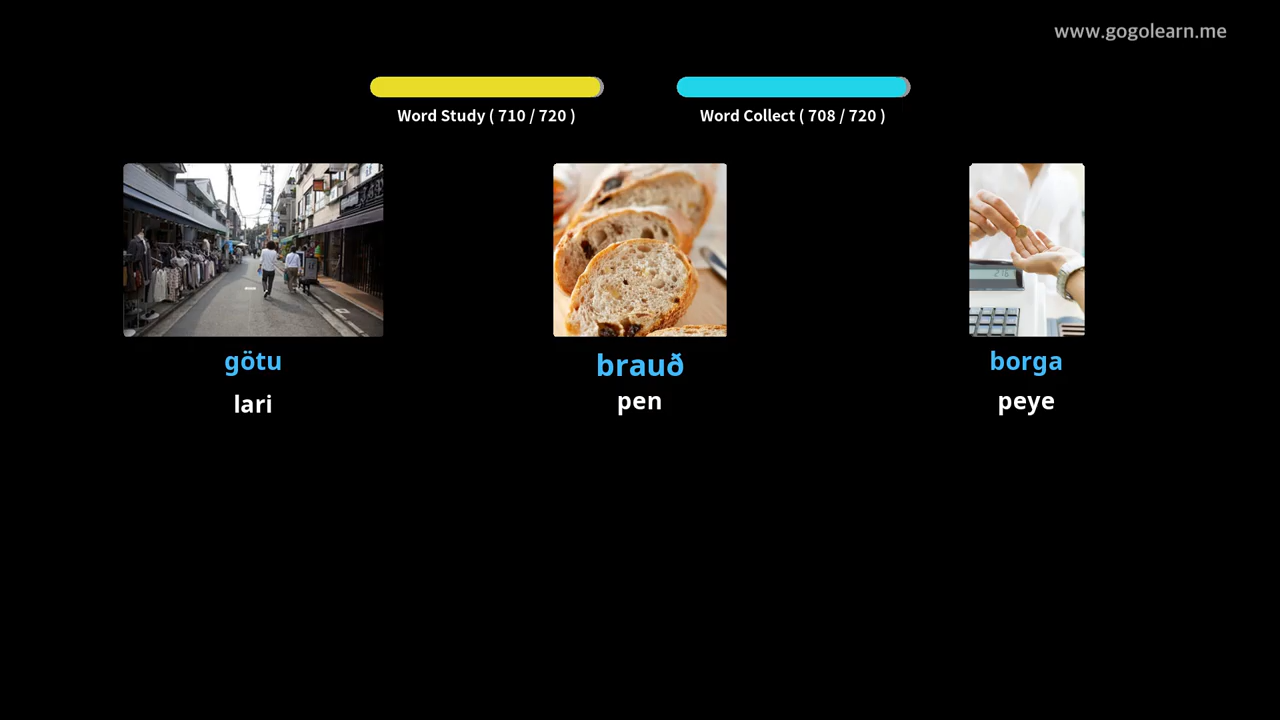 www.gogolearn.me
Word Study ( 710 / 720 )
Word Collect ( 708 / 720 )
götu
brauð
borga
lari
pen
peye